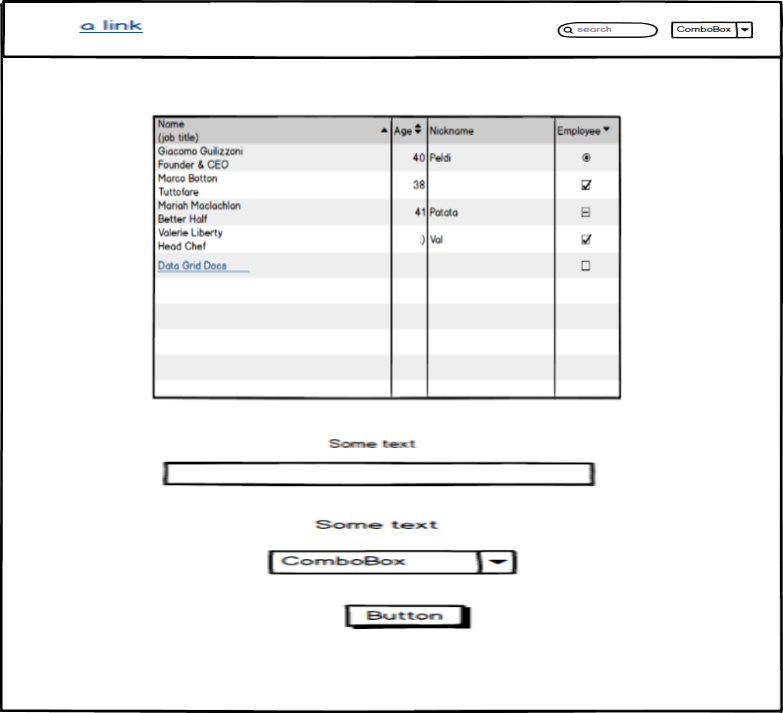 a link
search
ComboBox
Name
(job title)
Age
Nickname
Employee
Giacomo Guilizzoni
Founder & CEO
40
Peldi
Marco Botton
Tuttofare
38
Mariah Maclachlan
Better Half
41
Patata
Valerie Liberty
Head Chef
:)
Val
Data Grid Docs
Some text
Some text
ComboBox
Button